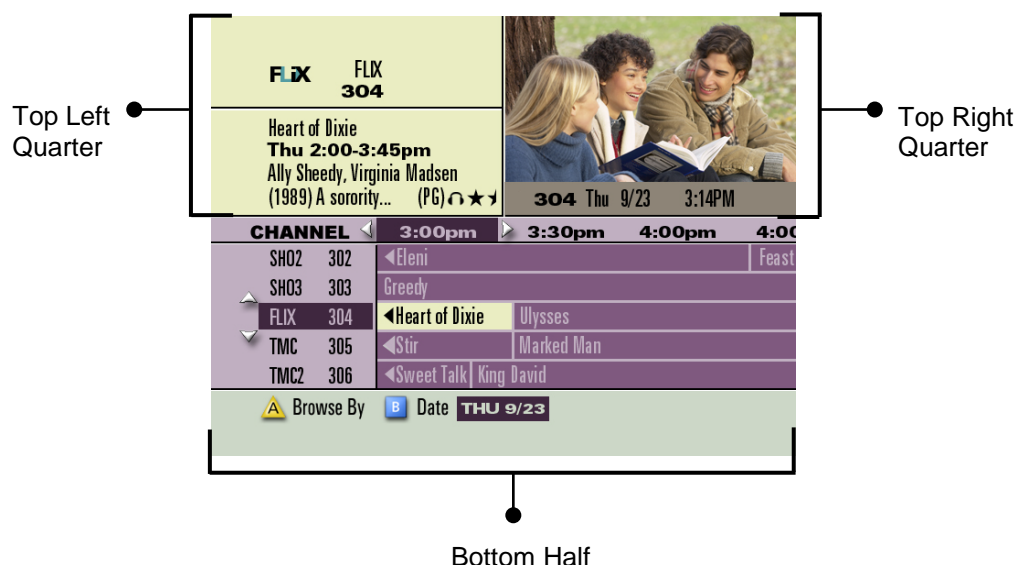 FLiX FLIX
304
Top Left
Quarter
Heart of Dixie
Thu 2:00-3:45pm
Ally Sheedy, Virginia Madsen
(1989) A sorority... (PG)
304 Thu 9/23 3:14PM
Top Right
Quarter
CHANNEL 3:00pm 3:30pm 4:00pm 4:00
SHO2 302 Eleni Feast
SHO3 303 Greedy
FLIX 304 Heart of Dixie Ulysses
TMC 305 Stir Marked Man
TMC2 306 Sweet Talk King David
A Browse By B Date THU 9/23
Bottom Half